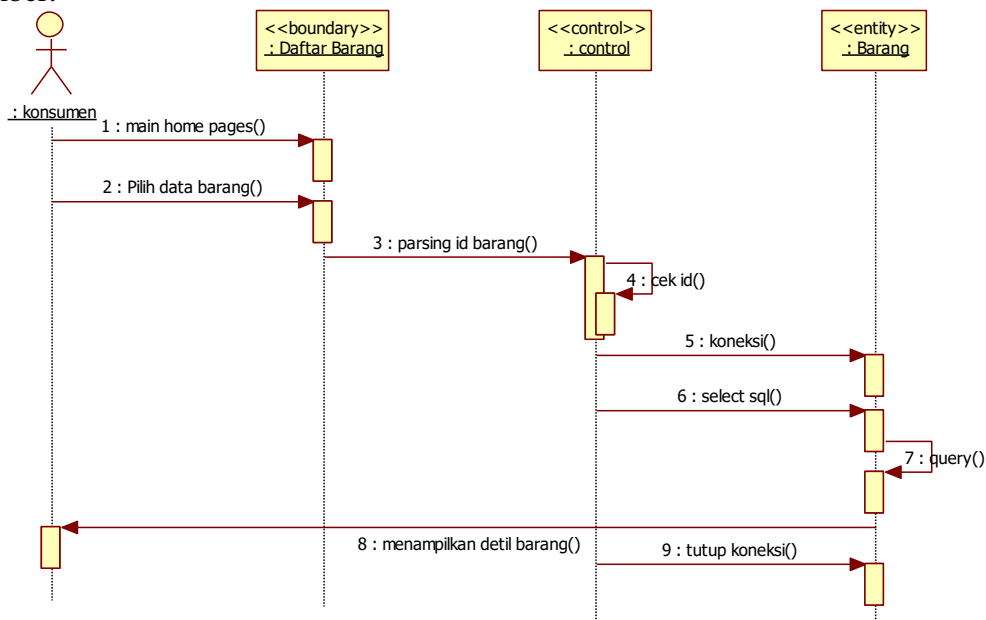 : konsumen
<<boundary>>
: Daftar Barang
<<control>>
: control
<<entity>>
: Barang
1 : main home pages()
2 : Pilih data barang()
3 : parsing id barang()
4 : cek id()
5 : koneksi()
6 : select sql()
7 : query()
8 : menampilkan detil barang()
9 : tutup koneksi()